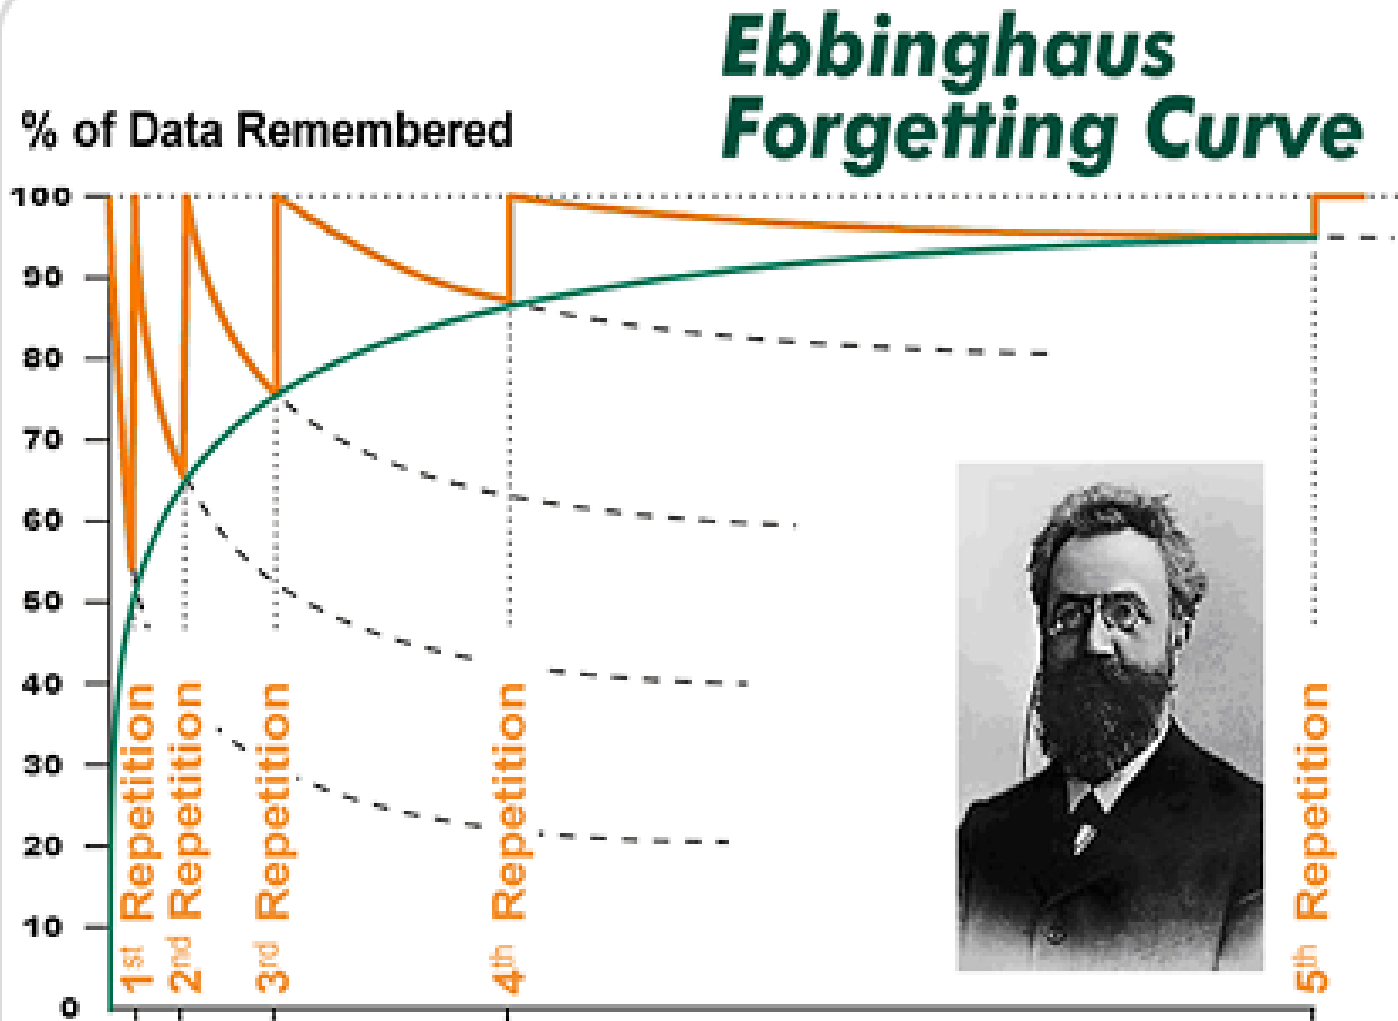 Ebbinghaus
Forgetting Curve
% of Data Remembered
100
90
80
70
60
50
40
30
20
10
0
1st Repetition
2nd Repetition
3rd Repetition
4th Repetition
5th Repetition